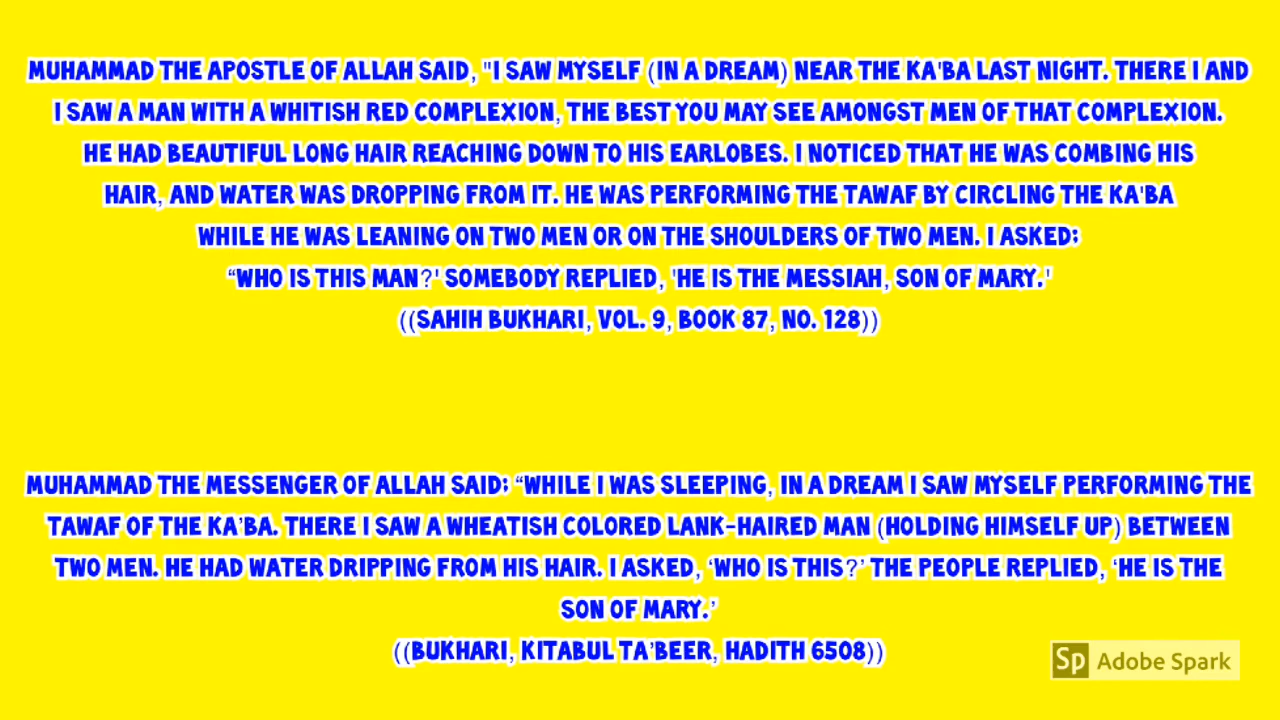 MUHAMMAD THE APOSTLE OF ALLAH SAID, "I SAW MYSELF (IN A DREAM) NEAR THE KA'BA LAST NIGHT. THERE I AND
I SAW A MAN WITH A WHITISH RED COMPLEXION, THE BEST YOU MAY SEE AMONGST MEN OF THAT COMPLEXION.
HE HAD BEAUTIFUL LONG HAIR REACHING DOWN TO HIS EARLOBES. I NOTICED THAT HE WAS COMBING HIS
HAIR, AND WATER WAS DROPPING FROM IT. HE WAS PERFORMING THE TAWAF BY CIRCLING THE KA'BA
WHILE HE WAS LEANING ON TWO MEN OR ON THE SHOULDERS OF TWO MEN. I ASKED:
“WHO IS THIS MAN?' SOMEBODY REPLIED, 'HE IS THE MESSIAH, SON OF MARY.'
((SAHIH BUKHARI, VOL. 9, BOOK 87, NO. 128))
MUHAMMAD THE MESSENGER OF ALLAH SAID: “WHILE I WAS SLEEPING, IN A DREAM I SAW MYSELF PERFORMING THE
TAWAF OF THE KA’BA. THERE I SAW A WHEATISH COLORED LANK-HAIRED MAN (HOLDING HIMSELF UP) BETWEEN
TWO MEN. HE HAD WATER DRIPPING FROM HIS HAIR. I ASKED, ‘WHO IS THIS?’ THE PEOPLE REPLIED, ‘HE IS THE
SON OF MARY.’
((BUKHARI, KITABUL TA’BEER, HADITH 6508))
Sp Adobe Spark